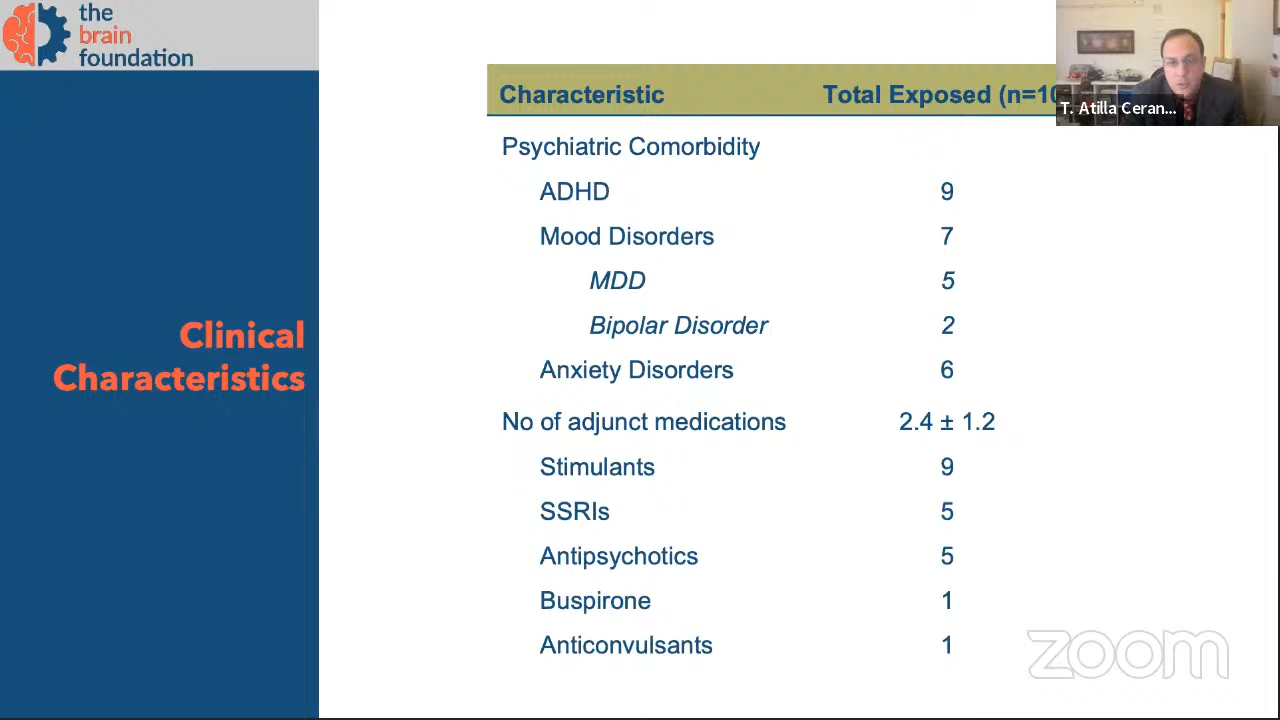 the
brain
foundation
Clinical
Characteristics
Characteristic Total Exposed (n=10
Psychiatric Comorbidity
ADHD 9
Mood Disorders 7
MDD 5
Bipolar Disorder 2
Anxiety Disorders 6
No of adjunct medications 2.4 ± 1.2
Stimulants 9
SSRIs 5
Antipsychotics 5
Buspirone 1
Anticonvulsants 1
T. Atilla Ceran...
zoom